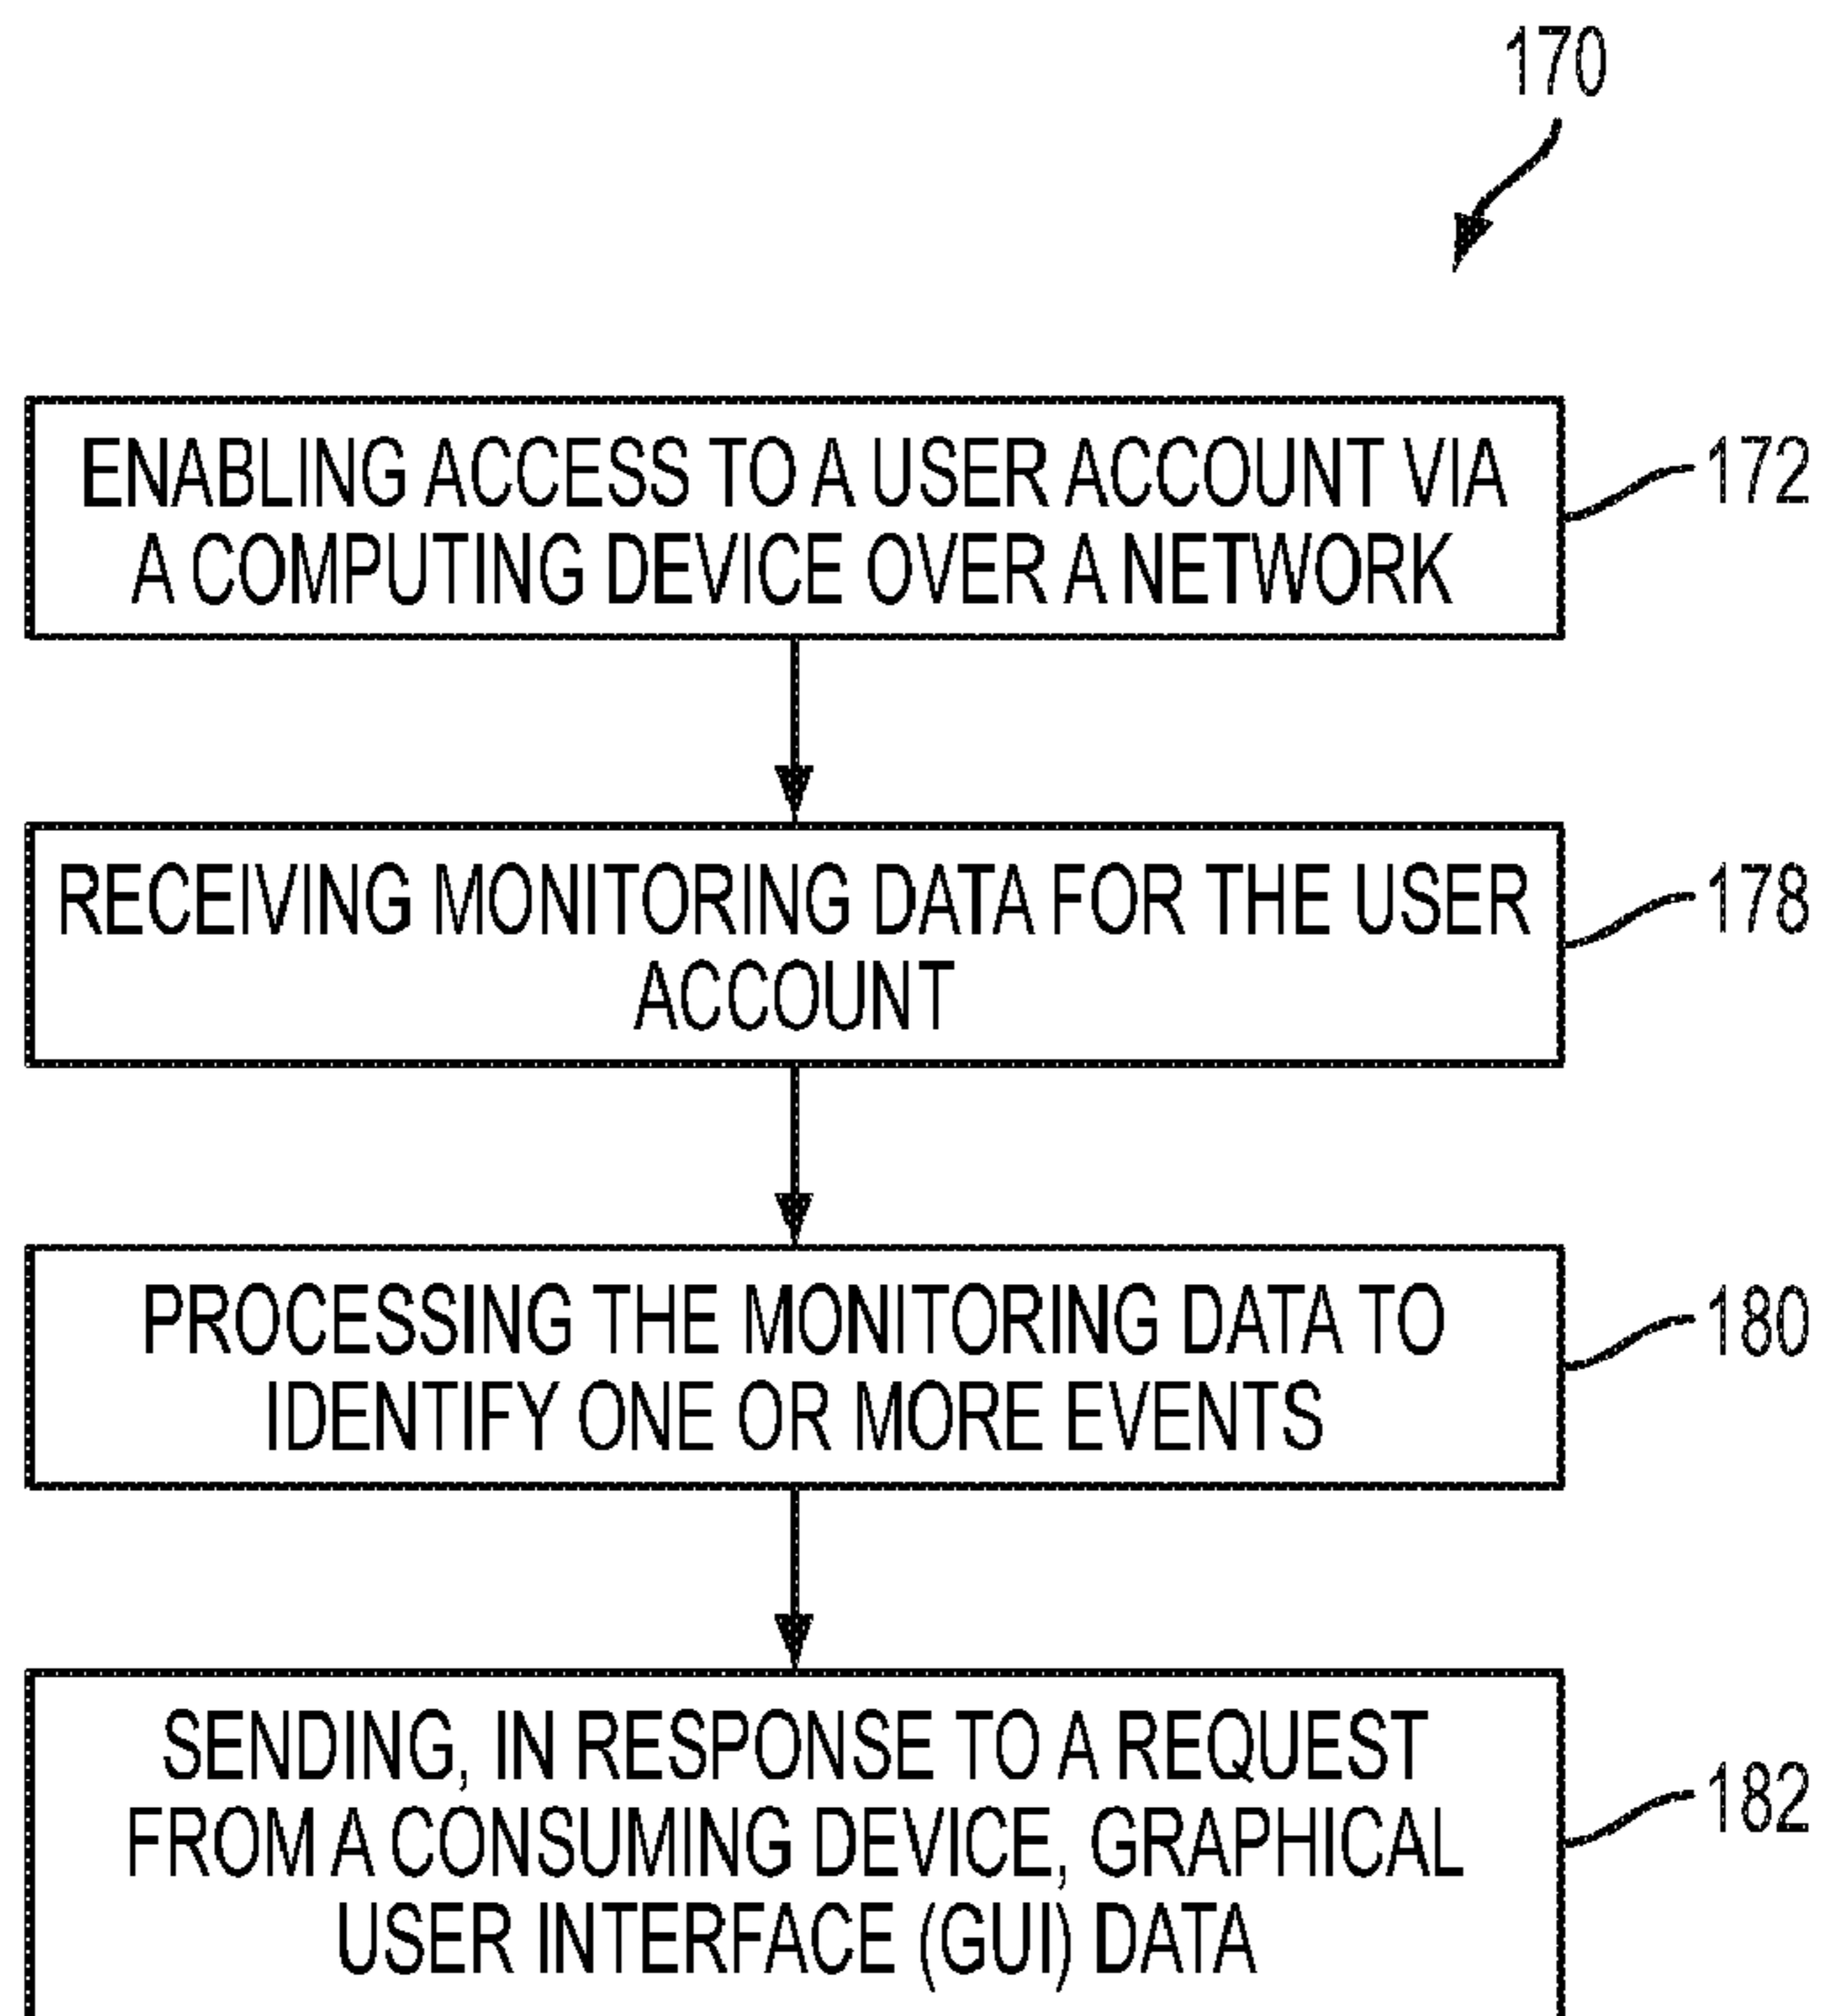 170
ENABLING ACCESS TO A USER ACCOUNT VIA
A COMPUTING DEVICE OVER A NETWORK
172
RECEIVING MONITORING DATA FOR THE USER
ACCOUNT
178
PROCESSING THE MONITORING DATA TO
IDENTIFY ONE OR MORE EVENTS
180
SENDING, IN RESPONSE TO A REQUEST
FROM A CONSUMING DEVICE, GRAPHICAL
USER INTERFACE (GUI) DATA
182